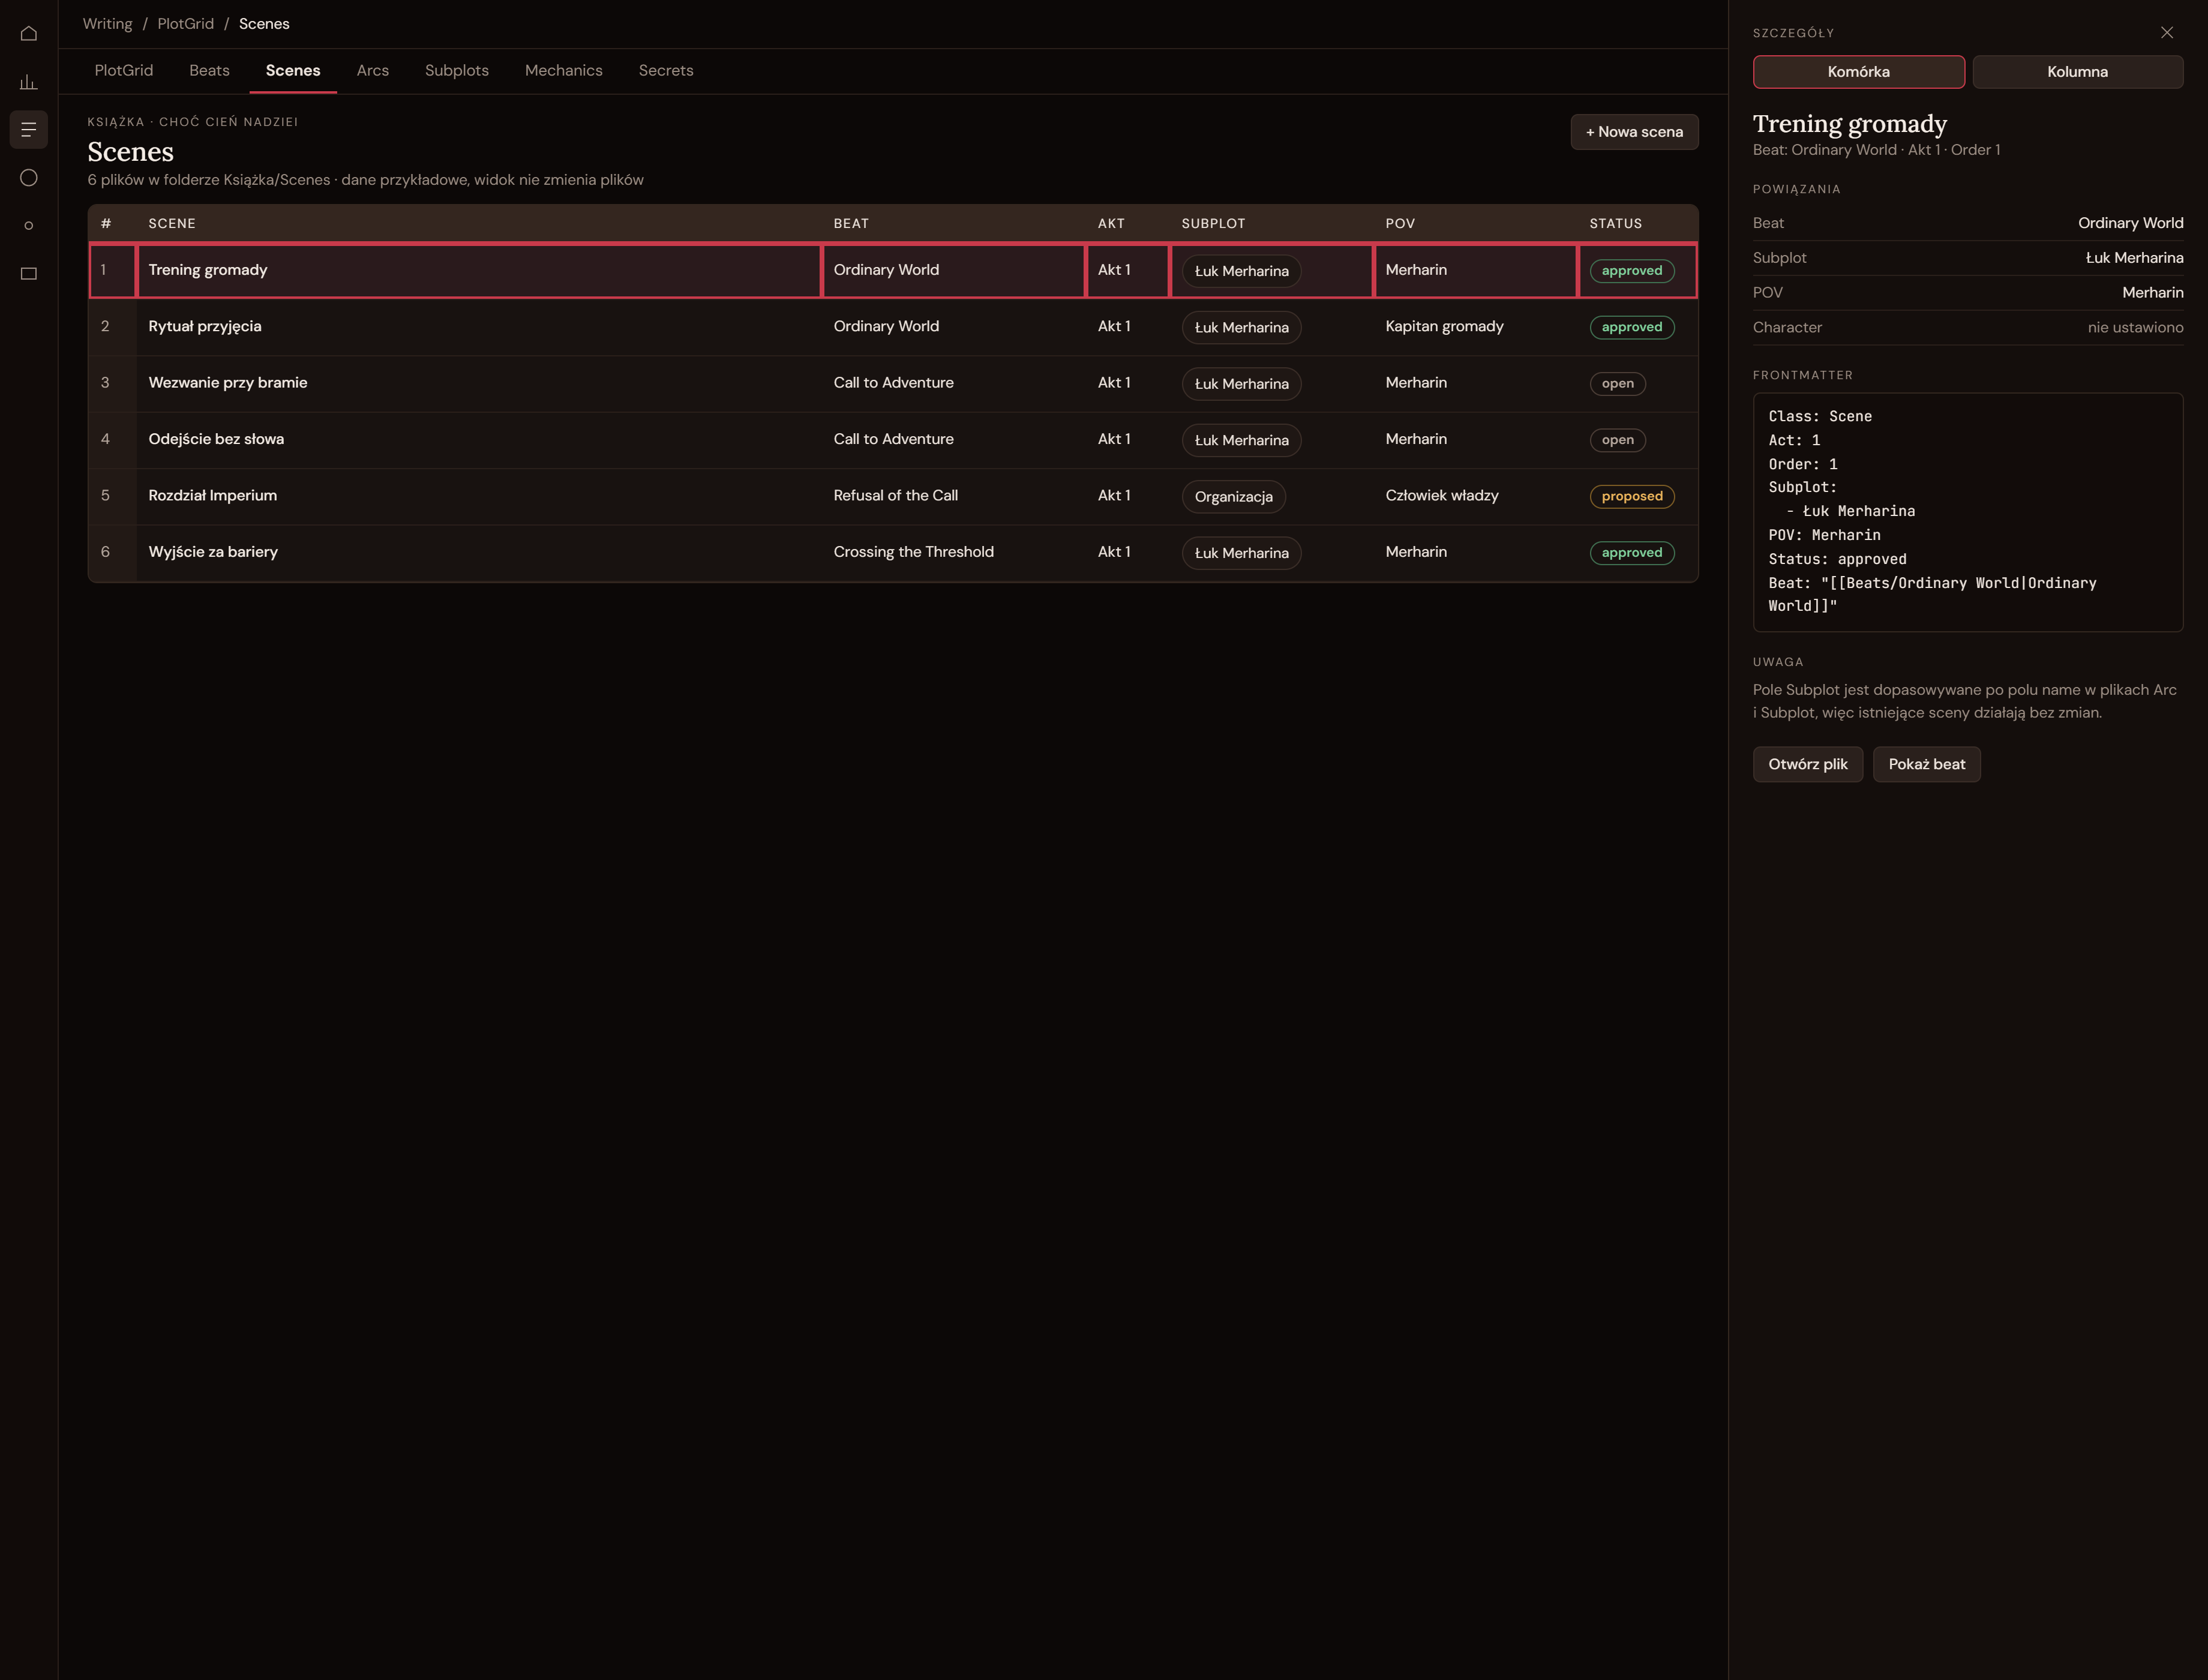 Writing / PlotGrid / Scenes
PlotGrid Beats Scenes Arcs Subplots Mechanics Secrets
KSIĄŻKA · CHOĆ CIEŃ NADZIEI
Scenes
6 plików w folderze Książka/Scenes · dane przykładowe, widok nie zmienia plików
+ Nowa scena
# SCENE BEAT AKT SUBPLOT POV STATUS
1 Trening gromady Ordinary World Akt 1 Łuk Merharina Merharin approved
2 Rytuał przyjęcia Ordinary World Akt 1 Łuk Merharina Kapitan gromady approved
3 Wezwanie przy bramie Call to Adventure Akt 1 Łuk Merharina Merharin open
4 Odejście bez słowa Call to Adventure Akt 1 Łuk Merharina Merharin open
5 Rozdział Imperium Refusal of the Call Akt 1 Organizacja Człowiek władzy proposed
6 Wyjście za bariery Crossing the Threshold Akt 1 Łuk Merharina Merharin approved
SZCZEGÓŁY
Komórka Kolumna
Trening gromady
Beat: Ordinary World · Akt 1 · Order 1
POWIĄZANIA
Beat Ordinary World
Subplot Łuk Merharina
POV Merharin
Character nie ustawiono
FRONTMATTER
Class: Scene
Act: 1
Order: 1
Subplot:
- Łuk Merharina
POV: Merharin
Status: approved
Beat: "[[Beats/Ordinary World|Ordinary
World]]"
UWAGA
Pole Subplot jest dopasowywane po polu name w plikach Arc
i Subplot, więc istniejące sceny działają bez zmian.
Otwórz plik Pokaż beat